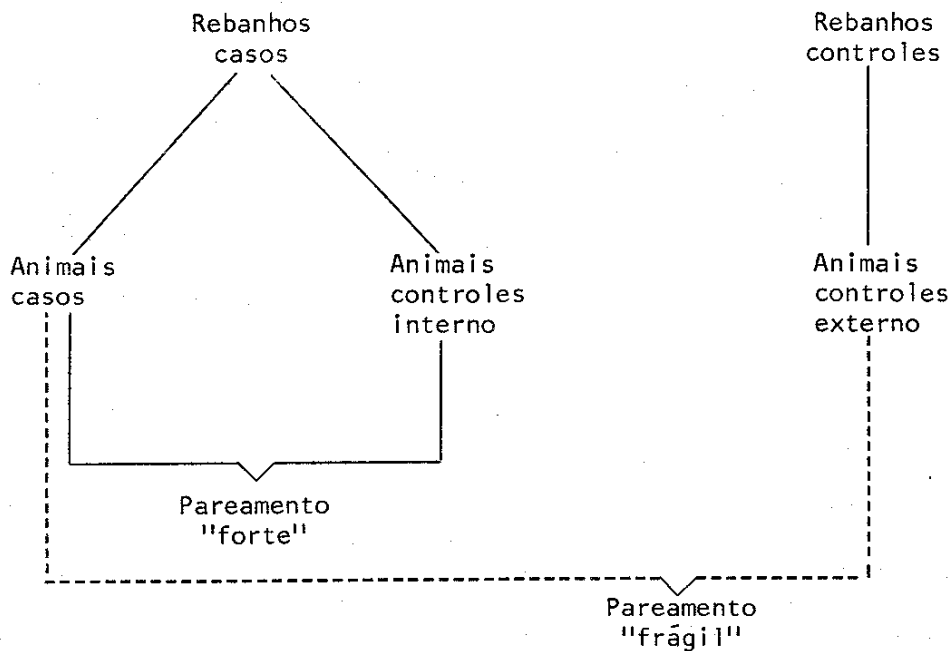 Rebanhos
casos
Rebanhos
controles
Animais
casos
Animais
controles
interno
Animais
controles
externo
Pareamento
"forte"
Pareamento
"frágil"